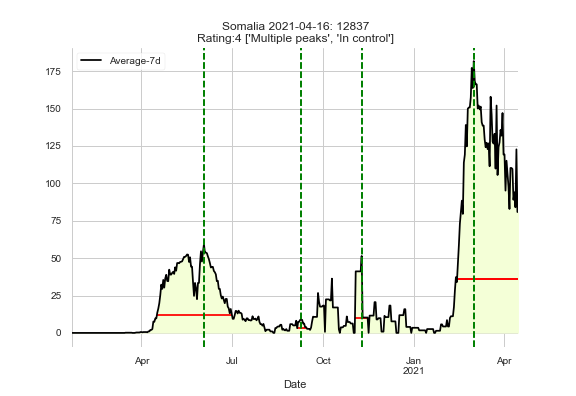 Somalia 2021-04-16: 12837
Rating:4 ['Multiple peaks', 'In control']
Average-7d
175
150
125
100
75
50
25
0
Apr
Jul
Oct
Jan
2021
Apr
Date